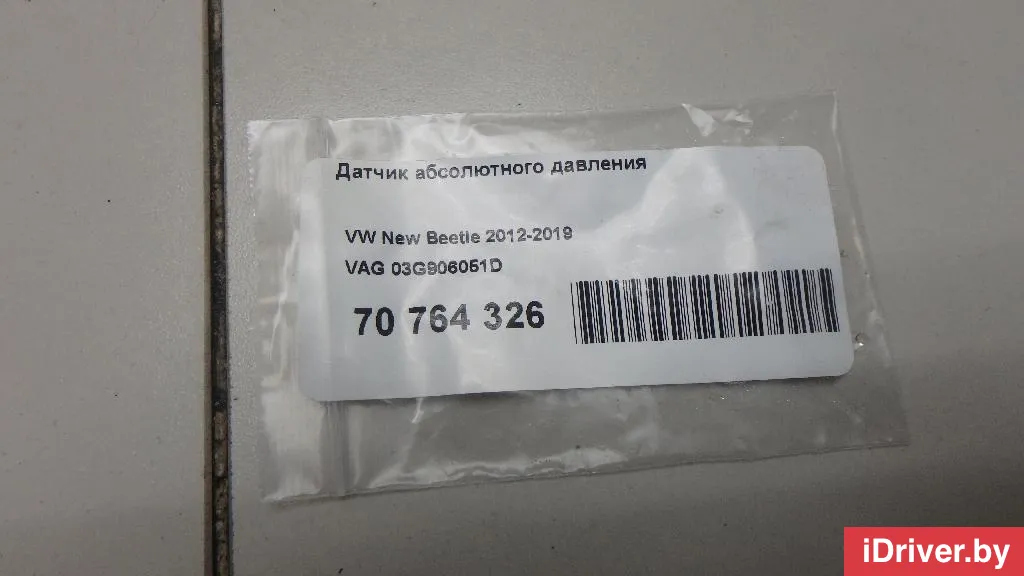 Датчик абсолютного давления
VW New Beetle 2012-2019
VAG 03G906051D
70 764 326
iDriver.by